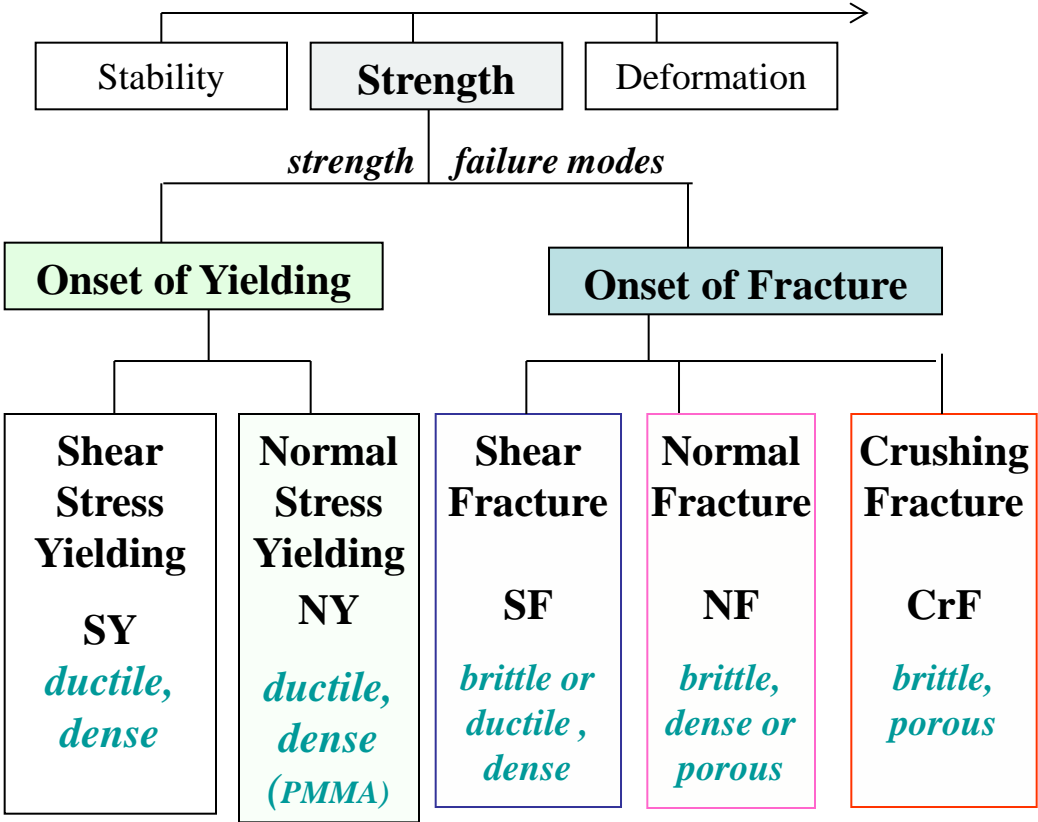 Stability
Strength
Deformation
strength failure modes
Onset of Yielding
Onset of Fracture
Shear
Stress
Yielding
SY
ductile,
dense
Normal
Stress
Yielding
NY
ductile,
dense
(PMMA)
Shear
Fracture
SF
brittle or
ductile ,
dense
Normal
Fracture
NF
brittle,
dense or
porous
Crushing
Fracture
CrF
brittle,
porous